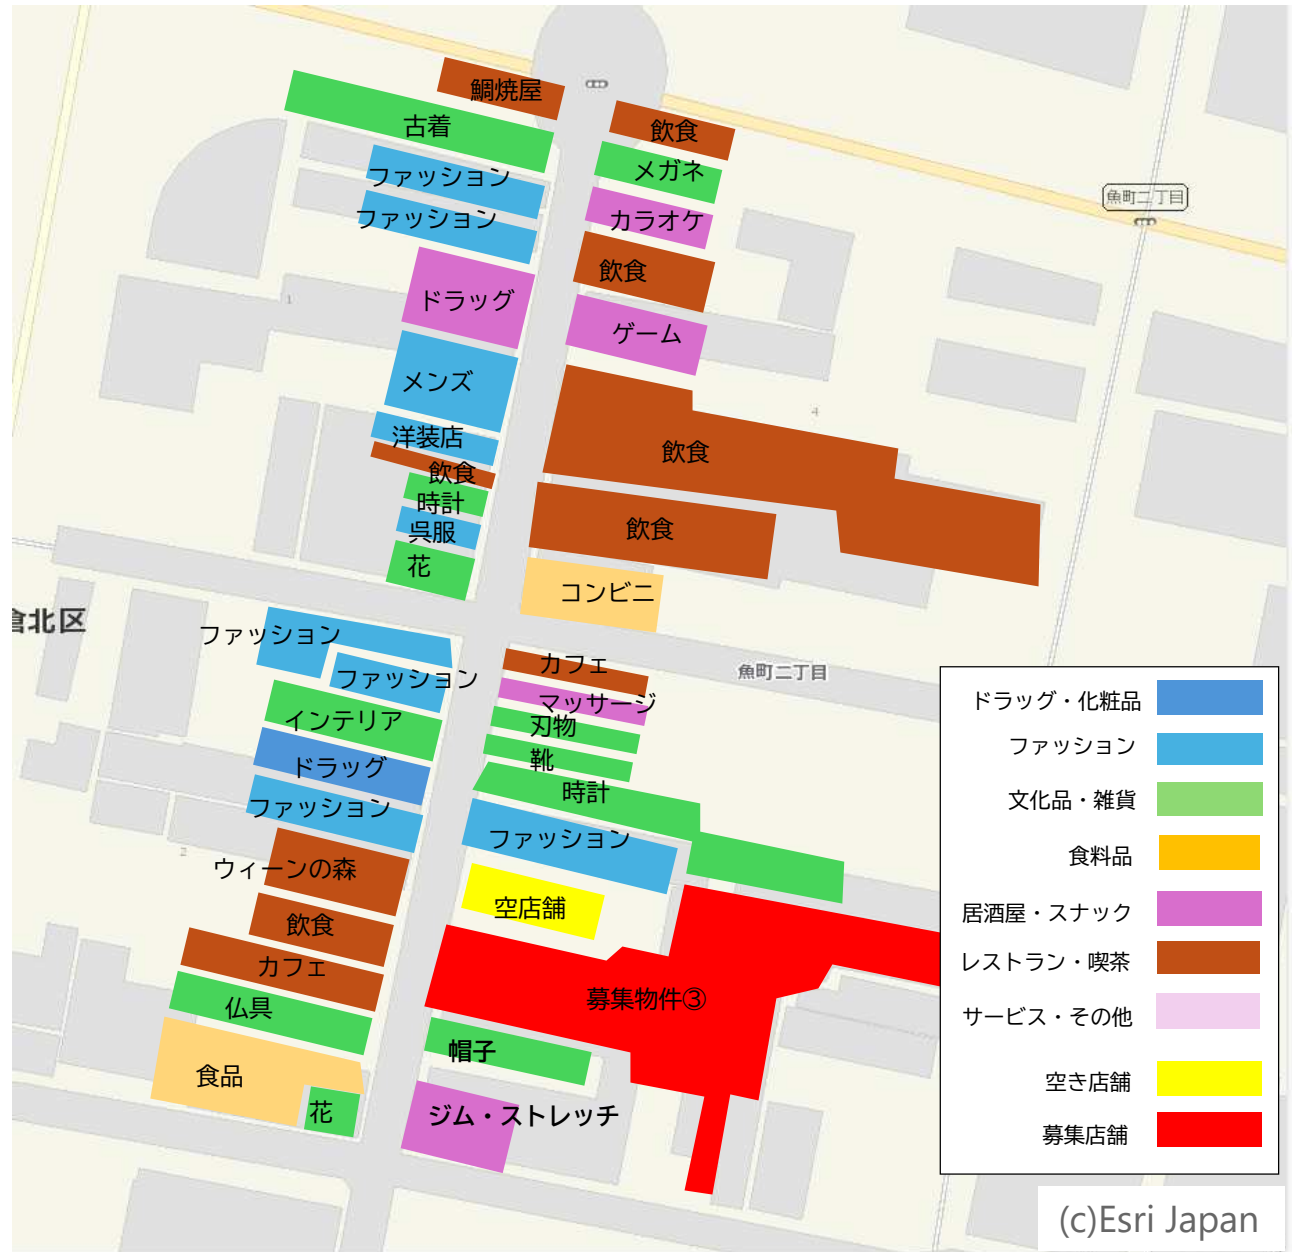 鯛焼屋
古着
ファッション
ファッション
ドラッグ
メンズ
洋装店
飲食
時計
呉服
花
飲食
メガネ
カラオケ
飲食
ゲーム
飲食
飲食
コンビニ
魚町二丁目
1
4
倉北区
魚町二丁目
ファッション
ファッション
インテリア
ドラッグ
ファッション
ウィーンの森
飲食
カフェ
仏具
食品
花
2
カフェ
マッサージ
刃物
靴
時計
ファッション
空店舗
募集物件③
帽子
ジム・ストレッチ
ドラッグ・化粧品
ファッション
文化品・雑貨
食料品
居酒屋・スナック
レストラン・喫茶
サービス・その他
空き店舗
募集店舗
(c)Esri Japan